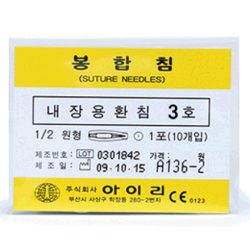 봉합침
(SUTURE NEEDLES)
내장용환침 3호
1/2 원형 1포(10개입)
제조번호: LOT 0301842 가격: 원
제조일: 09·10·15 A136-2
주식회사 아이리 CE 0123
부산시 사상구 학장동 280-2번지